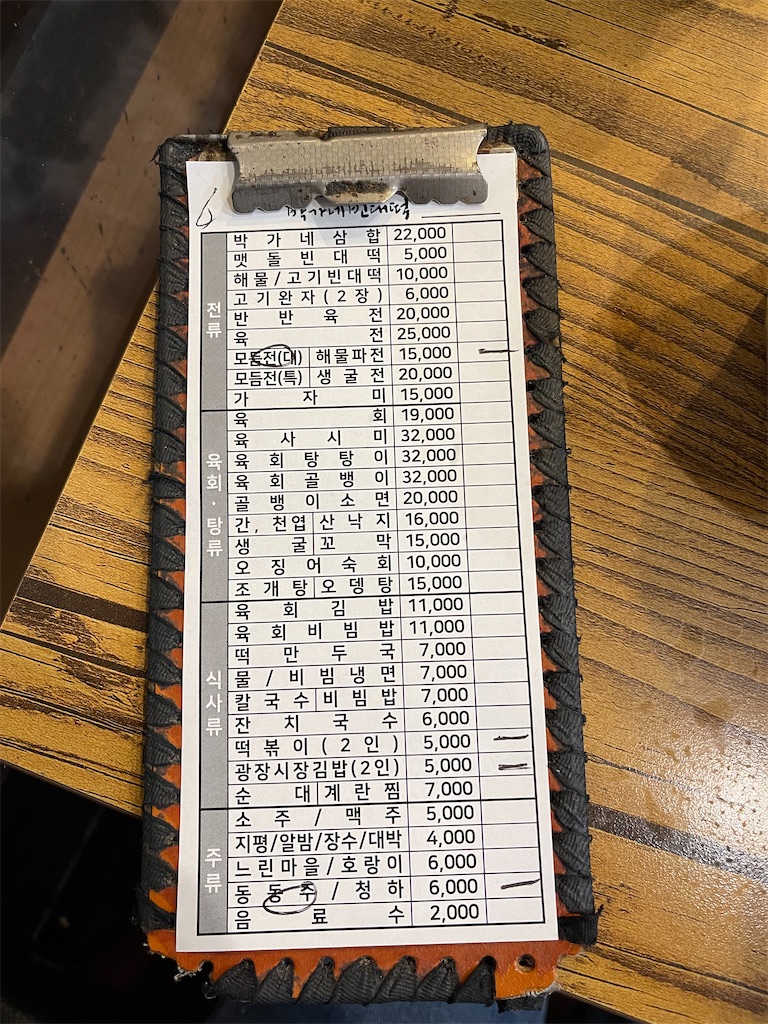 6
박가네빈대떡
전류
박가네삼합 22,000
맷돌빈대떡 5,000
해물/고기빈대떡 10,000
고기완자(2장) 6,000
반반육전 20,000
육전 25,000
모둠전(대) 해물파전 15,000
모듬전(특) 생굴전 20,000
가자미 15,000
육회·탕류
육회 19,000
육사시미 32,000
육회탕탕이 32,000
육회골뱅이 32,000
골뱅이소면 20,000
간, 천엽 산낙지 16,000
생굴 꼬막 15,000
오징어숙회 10,000
조개탕 오뎅탕 15,000
식사류
육회김밥 11,000
육회비빔밥 11,000
떡만두국 7,000
물/비빔냉면 7,000
칼국수 비빔밥 7,000
잔치국수 6,000
떡볶이(2인) 5,000
광장시장김밥(2인) 5,000
순대 계란찜 7,000
주류
소주/맥주 5,000
지평/알밤/장수/대박 4,000
느린마을/호랑이 6,000
동동주/청하 6,000
음료수 2,000